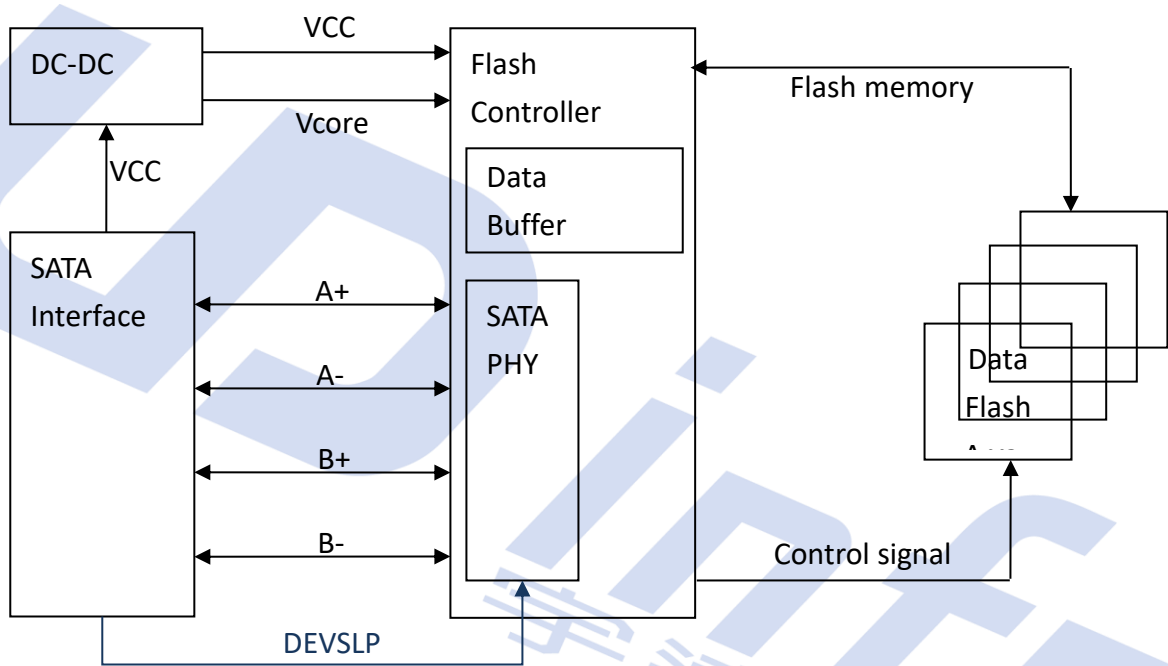 VCC
DC-DC
Flash
Controller
Flash memory
Vcore
VCC
Data
Buffer
SATA
Interface
A+
SATA
PHY
A-
Data
Flash
B+
B-
Control signal
DEVSLP